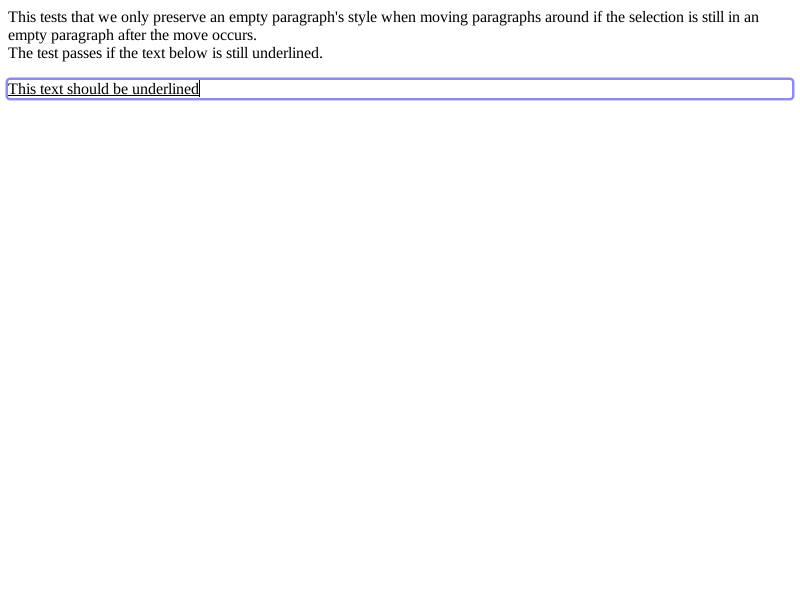 This tests that we only preserve an empty paragraph's style when moving paragraphs around if the selection is still in an
empty paragraph after the move occurs.
The test passes if the text below is still underlined.
This text should be underlined